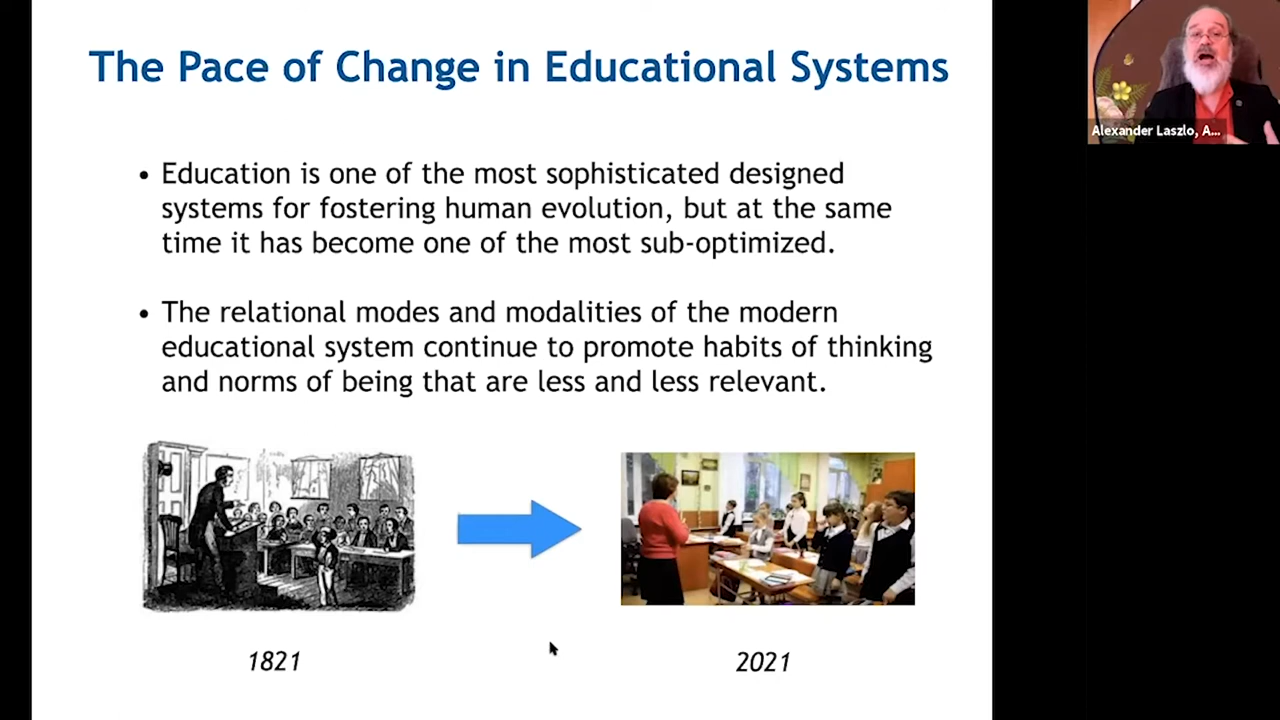 The Pace of Change in Educational Systems
Alexander Laszlo, A...
• Education is one of the most sophisticated designed
systems for fostering human evolution, but at the same
time it has become one of the most sub-optimized.
• The relational modes and modalities of the modern
educational system continue to promote habits of thinking
and norms of being that are less and less relevant.
1821
2021